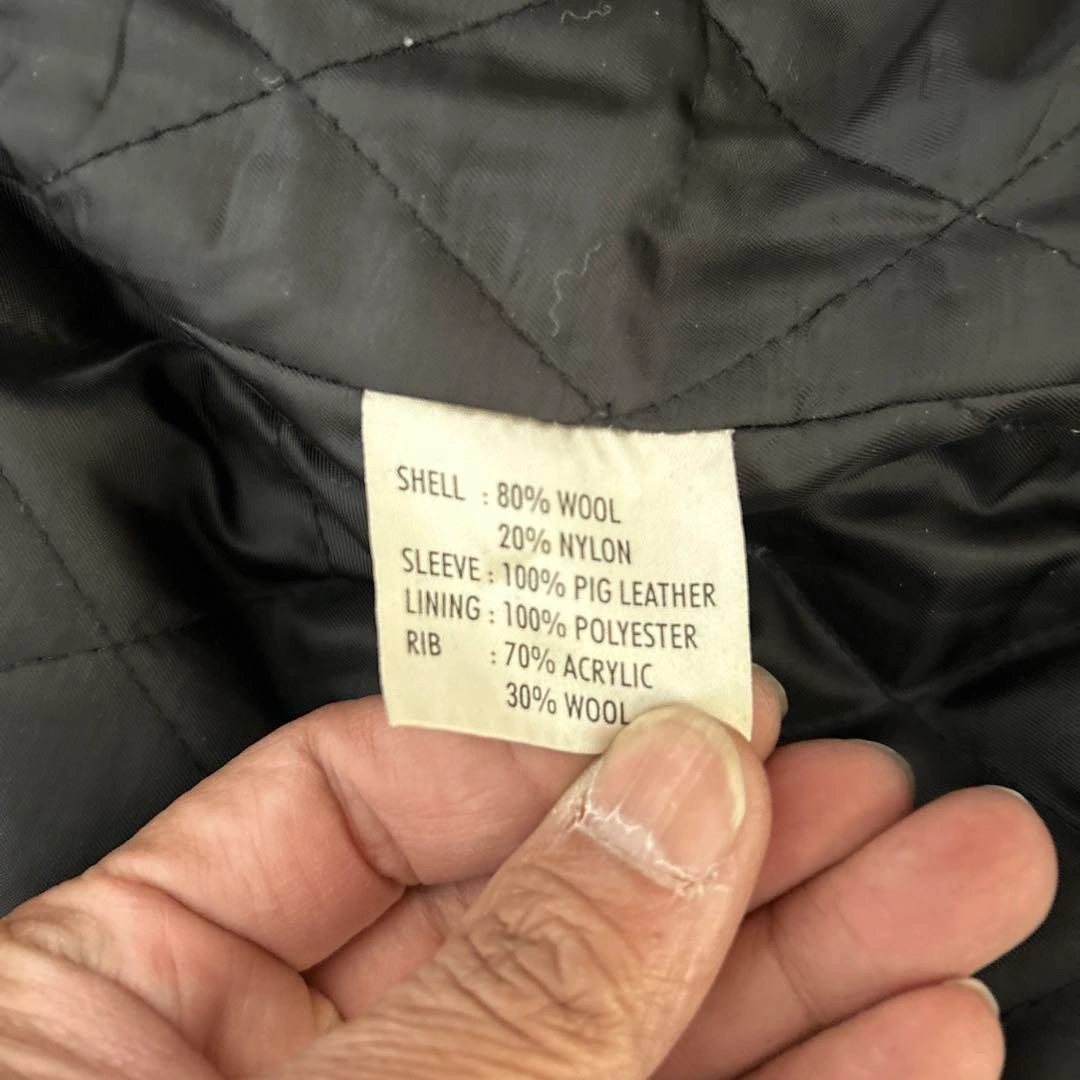 SHELL : 80% WOOL
20% NYLON
SLEEVE : 100% PIG LEATHER
LINING : 100% POLYESTER
RIB : 70% ACRYLIC
30% WOOL